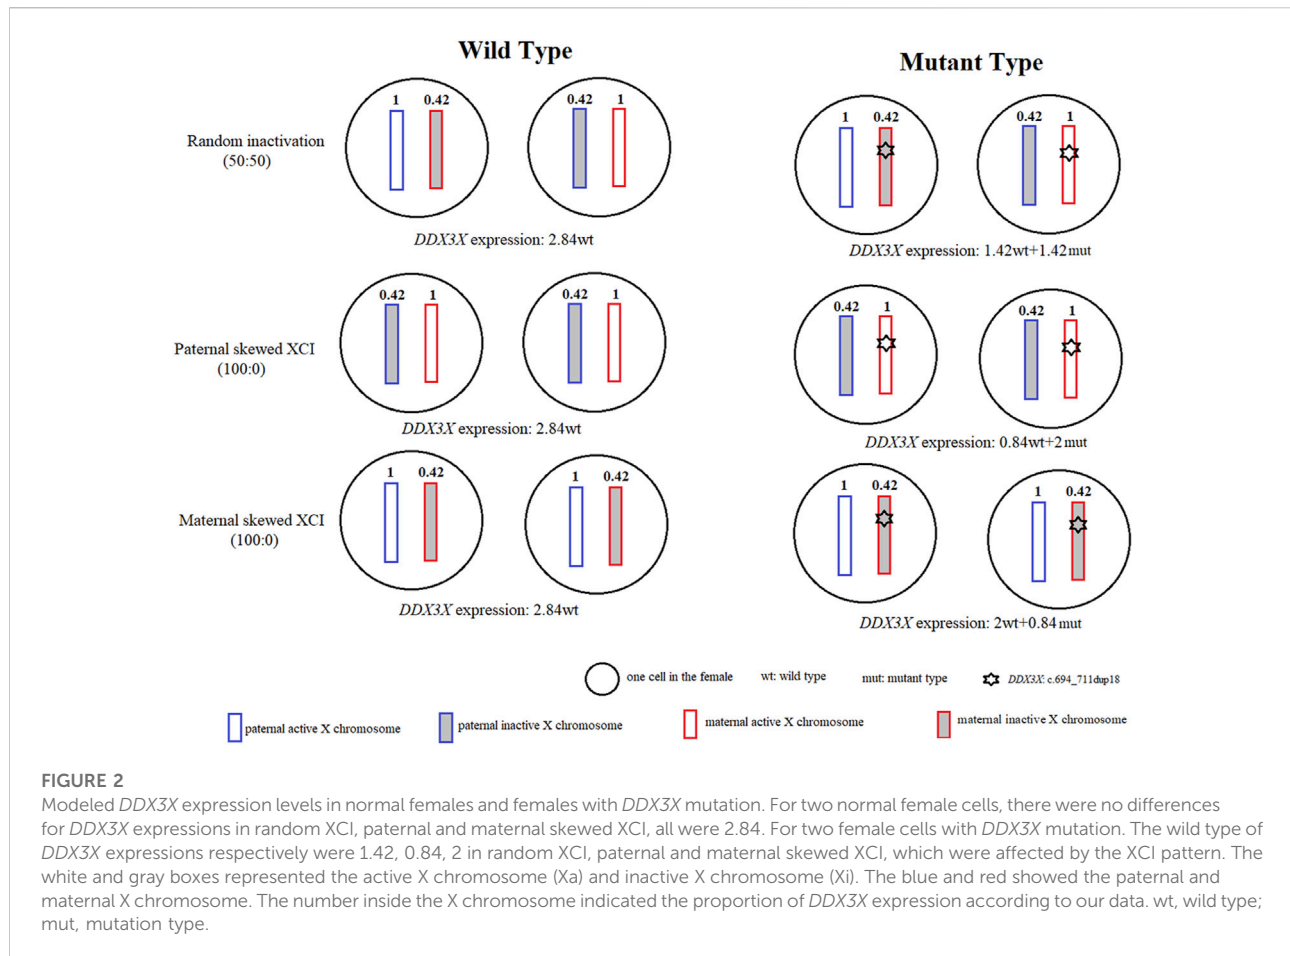 Wild Type
Mutant Type
Random inactivation
(50:50)
1 0.42 0.42 1
DDX3X expression: 2.84wt
1 0.42 0.42 1
DDX3X expression: 1.42wt+1.42mut
Paternal skewed XCI
(100:0)
0.42 1 0.42 1
DDX3X expression: 2.84wt
0.42 1 0.42 1
DDX3X expression: 0.84wt+2mut
Maternal skewed XCI
(100:0)
1 0.42 1 0.42
DDX3X expression: 2.84wt
1 0.42 1 0.42
DDX3X expression: 2wt+0.84mut
one cell in the female wt: wild type mut: mutant type DDX3X: c.694_711dup18
paternal active X chromosome paternal inactive X chromosome maternal active X chromosome maternal inactive X chromosome
FIGURE 2
Modeled DDX3X expression levels in normal females and females with DDX3X mutation. For two normal female cells, there were no differences
for DDX3X expressions in random XCI, paternal and maternal skewed XCI, all were 2.84. For two female cells with DDX3X mutation. The wild type of
DDX3X expressions respectively were 1.42, 0.84, 2 in random XCI, paternal and maternal skewed XCI, which were affected by the XCI pattern. The
white and gray boxes represented the active X chromosome (Xa) and inactive X chromosome (Xi). The blue and red showed the paternal and
maternal X chromosome. The number inside the X chromosome indicated the proportion of DDX3X expression according to our data. wt, wild type;
mut, mutation type.